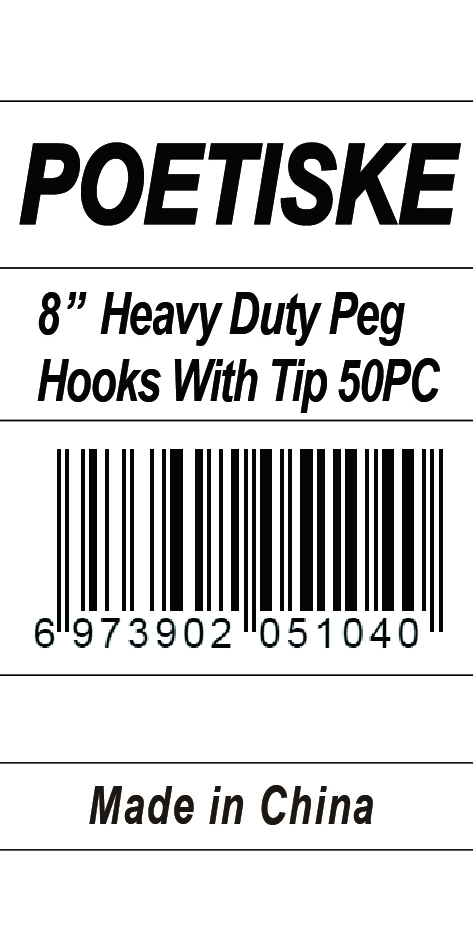 POETISKE
8” Heavy Duty Peg
Hooks With Tip 50PC
6 973902 051040
Made in China